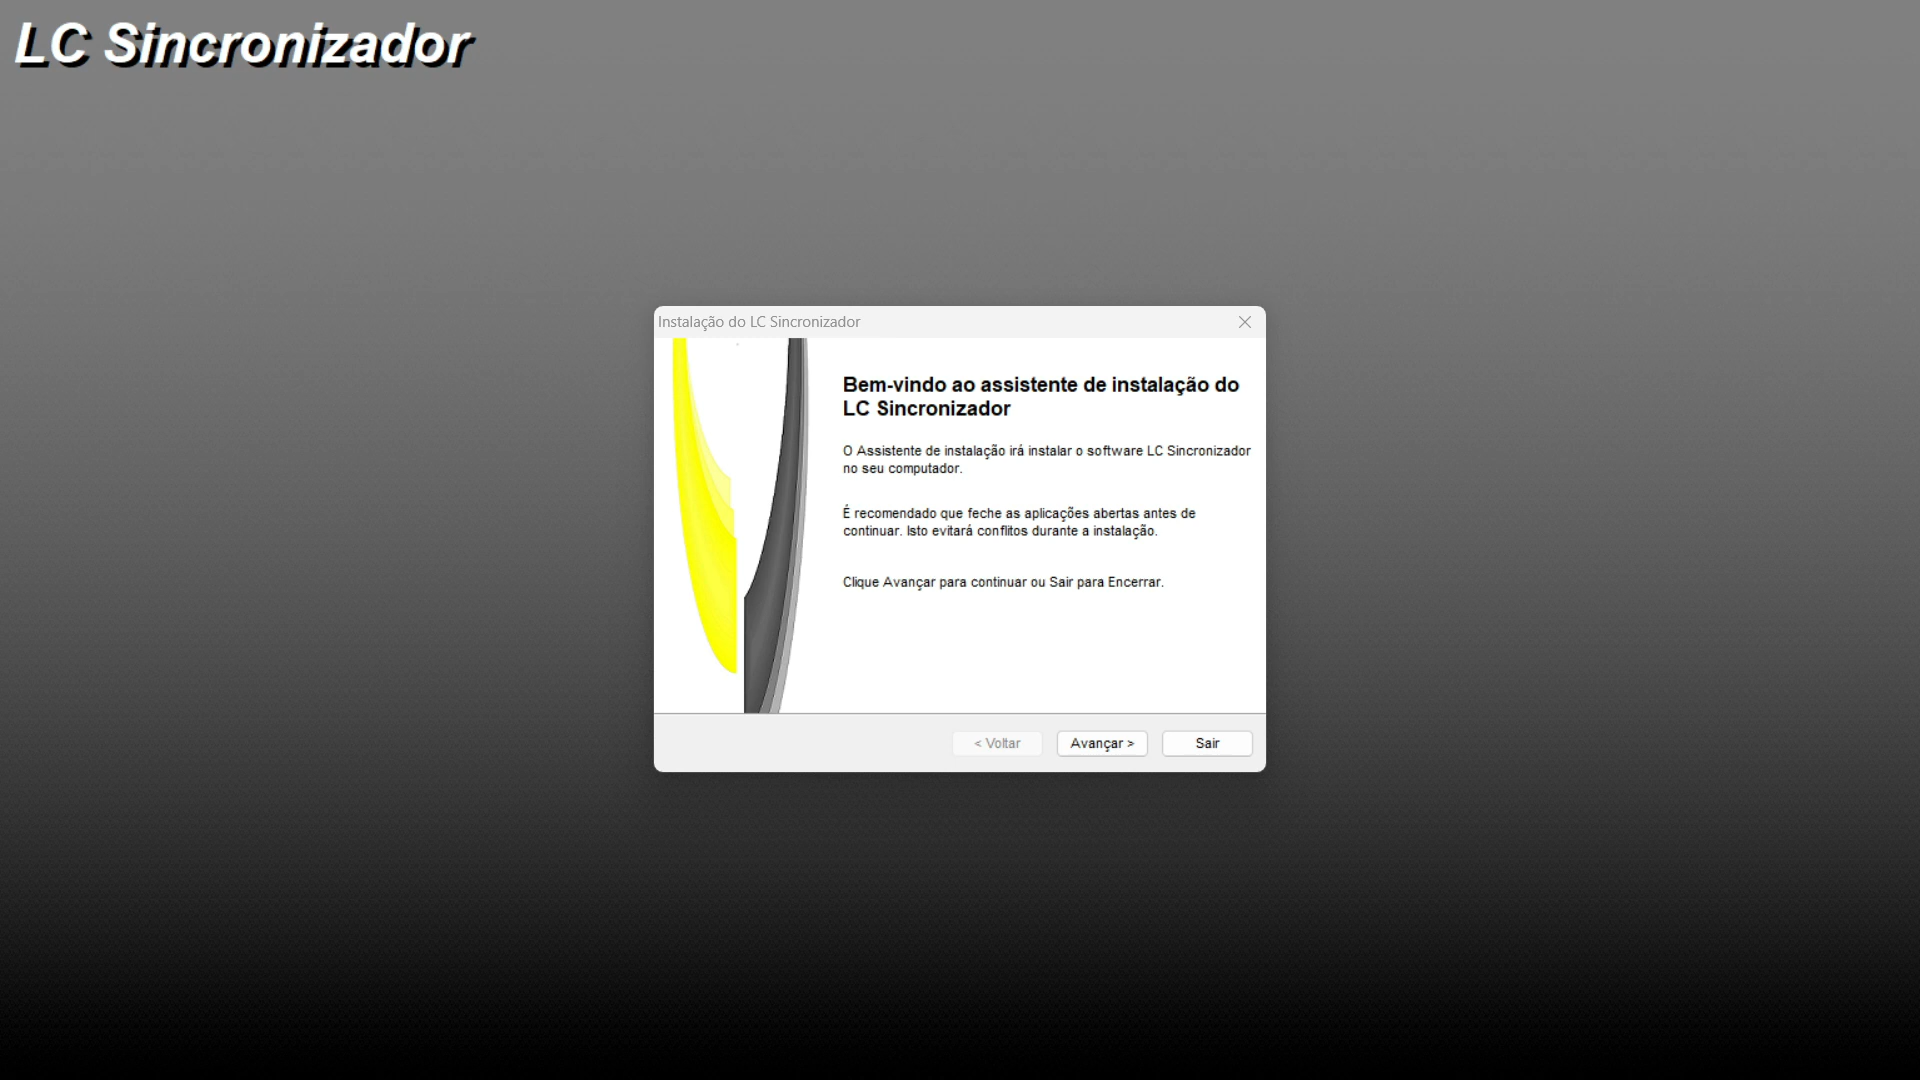 LC Sincronizador
Instalação do LC Sincronizador
Bem-vindo ao assistente de instalação do
LC Sincronizador
O Assistente de instalação irá instalar o software LC Sincronizador
no seu computador.
É recomendado que feche as aplicações abertas antes de
continuar. Isto evitará conflitos durante a instalação.
Clique Avançar para continuar ou Sair para Encerrar.
< Voltar
Avançar >
Sair